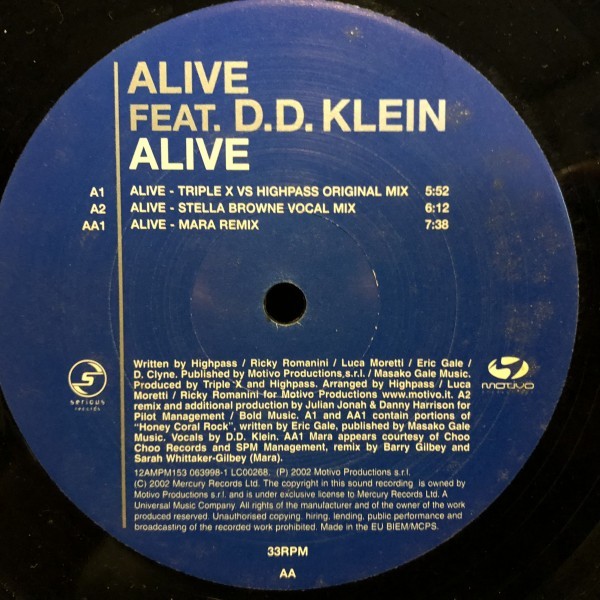 ALIVE
FEAT. D.D. KLEIN
ALIVE
A1 ALIVE - TRIPLE X VS HIGHPASS ORIGINAL MIX 5:52
A2 ALIVE - STELLA BROWNE VOCAL MIX 6:12
AA1 ALIVE - MARA REMIX 7:38
Written by Highpass / Ricky Romanini / Luca Moretti / Eric Gale /
D. Clyne. Published by Motivo Productions,s.r.l. / Masako Gale Music.
Produced by Triple X and Highpass. Arranged by Highpass / Luca
Moretti / Ricky Romanini for Motivo Productions www.motivo.it. A2
remix and additional production by Julian Jonah & Danny Harrison for
Pilot Management / Bold Music. A1 and AA1 contain portions of
"Honey Coral Rock", written by Eric Gale, published by Masako Gale
Music. Vocals by D.D. Klein. AA1 Mara appears courtesy of Choo
Choo Records and SPM Management, remix by Barry Gilbey and
Sarah Whittaker-Gilbey (Mara).
serious
records
MOTIVO
12AMPM153 063998-1 LC00268. (P) 2002 Motivo Productions s.r.l.
(C) 2002 Mercury Records Ltd. The copyright in this sound recording is owned by
Motivo Productions s.r.l. and is under exclusive license to Mercury Records Ltd. A
Universal Music Company. All rights of the manufacturer and of the owner of the work
produced reserved. Unauthorised copying, hiring, lending, public performance and
broadcasting of the recorded work prohibited. Made in the EU BIEM/MCPS.
33RPM
AA